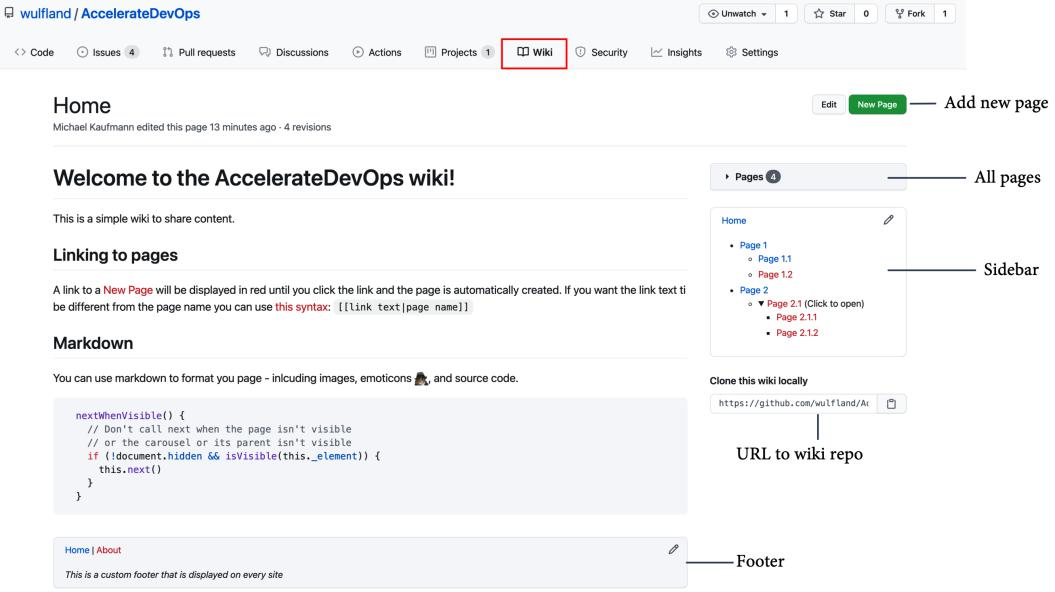 wulfland / AccelerateDevOps
Unwatch 1 Star 0 Fork 1
Code Issues 4 Pull requests Discussions Actions Projects 1 Wiki Security Insights Settings
Home
Edit New Page
Add new page
Michael Kaufmann edited this page 13 minutes ago · 4 revisions
Welcome to the AccelerateDevOps wiki!
This is a simple wiki to share content.
Linking to pages
A link to a New Page will be displayed in red until you click the link and the page is automatically created. If you want the link text ti
be different from the page name you can use this syntax: [[link text|page name]]
Markdown
You can use markdown to format you page - inlcuding images, emoticons , and source code.
nextWhenVisible() {
// Don't call next when the page isn't visible
// or the carousel or its parent isn't visible
if (!document.hidden && isVisible(this._element)) {
this.next()
}
}
Home | About
This is a custom footer that is displayed on every site
Footer
Pages 4
All pages
Home
Page 1
Page 1.1
Page 1.2
Page 2
Page 2.1 (Click to open)
Page 2.1.1
Page 2.1.2
Sidebar
Clone this wiki locally
https://github.com/wulfland/Ac
URL to wiki repo